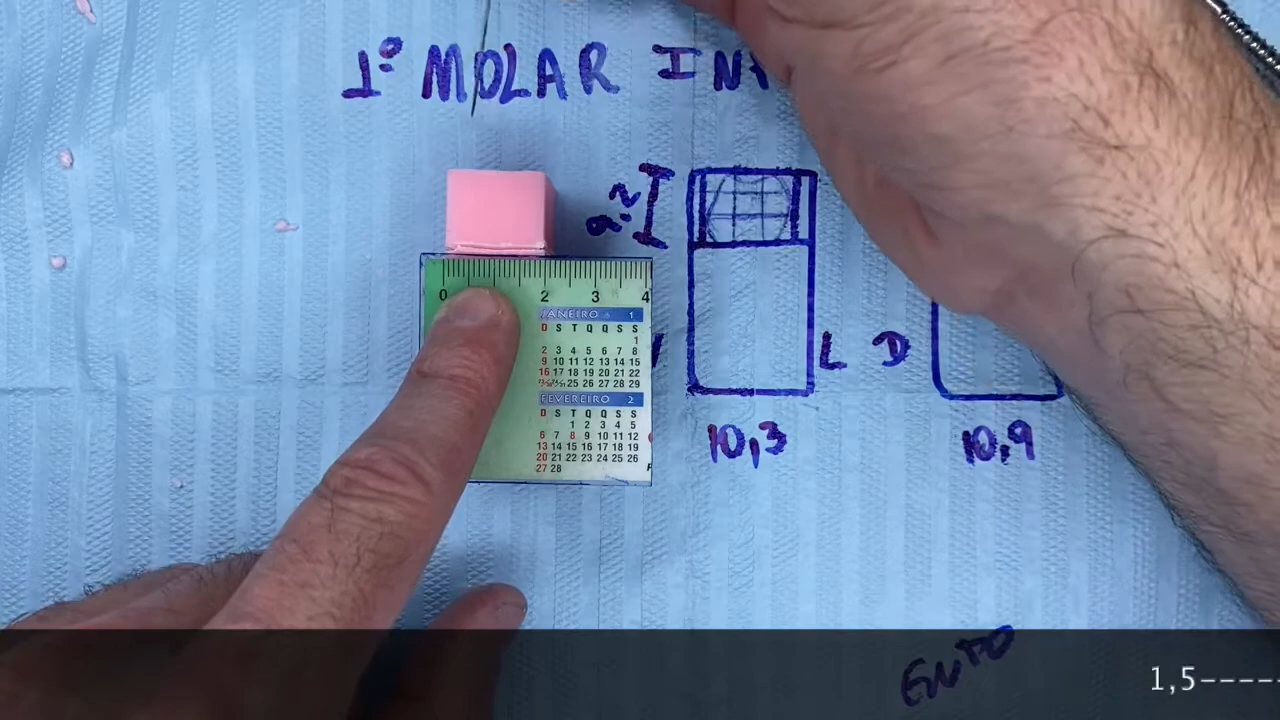 1º MOLAR IN
0 2 3 4
JANEIRO 1
D S T Q Q S S
1
2 3 4 5 6 7 8
9 10 11 12 13 14 15
16 17 18 19 20 21 22
25 26 27 28 29
FEVEREIRO 2
D S T Q Q S S
1 2 3 4 5
6 7 8 9 10 11 12
13 14 15 16 17 18 19
20 21 22 23 24 25 26
27 28
L D
10,3 10,9
1,5-----